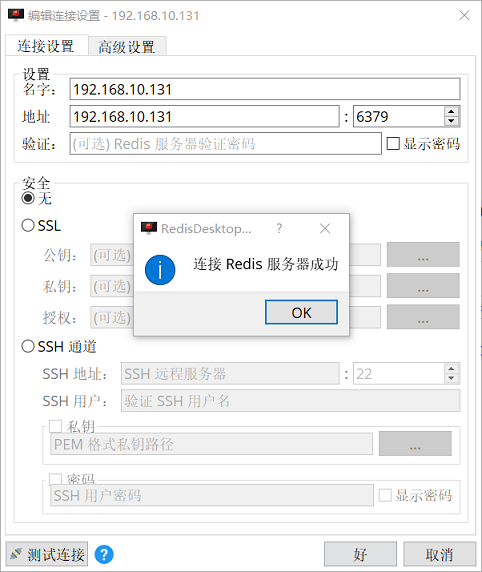 编辑连接设置 - 192.168.10.131
连接设置 高级设置
设置
名字： 192.168.10.131
地址 192.168.10.131 : 6379
验证： (可选) Redis 服务器验证密码 显示密码
安全
无
SSL
RedisDesktop... ?
公钥： (可选) ...
连接 Redis 服务器成功
私钥： (可选) ...
授权： (可选) ...
OK
SSH 通道
SSH 地址： SSH 远程服务器 : 22
SSH 用户： 验证 SSH 用户名
私钥
PEM 格式私钥路径 ...
密码
SSH 用户密码 显示密码
测试连接 ? 好 取消